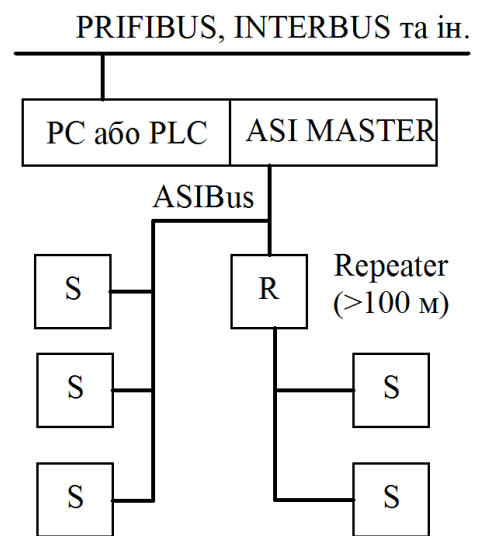 PRIFIBUS, INTERBUS та ін.
PC або PLC
ASI MASTER
ASIBus
S
R
Repeater
(>100 м)
S
S
S
S